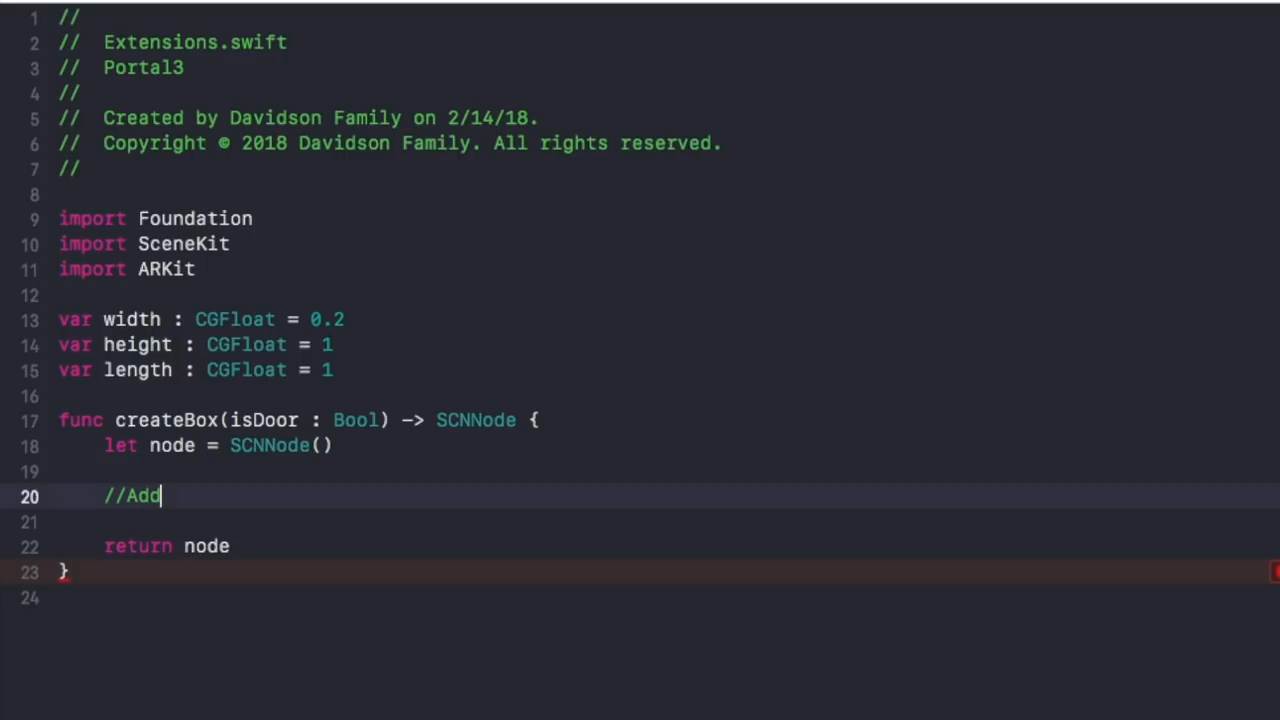 1 //
2 //  Extensions.swift
3 //  Portal3
4 //
5 //  Created by Davidson Family on 2/14/18.
6 //  Copyright © 2018 Davidson Family. All rights reserved.
7 //
8
9 import Foundation
10 import SceneKit
11 import ARKit
12
13 var width : CGFloat = 0.2
14 var height : CGFloat = 1
15 var length : CGFloat = 1
16
17 func createBox(isDoor : Bool) -> SCNNode {
18     let node = SCNNode()
19
20     //Add
21
22     return node
23 }
24